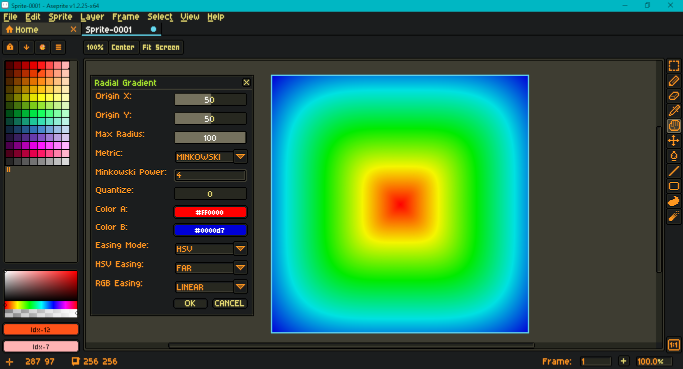 Sprite-0001 - Aseprite v1.2.25-x64
File Edit Sprite Layer Frame Select View Help
Home
Sprite-0001
100% Center Fit Screen
Radial Gradient
Origin X: 50
Origin Y: 50
Max Radius: 100
Metric: MINKOWSKI
Minkowski Power: 4
Quantize: 0
Color A: #FF0000
Color B: #0000d7
Easing Mode: HSV
HSV Easing: FAR
RGB Easing: LINEAR
OK CANCEL
Idx-12
Idx-7
1:1
287 97 256 256
Frame: 1 + 100.0%